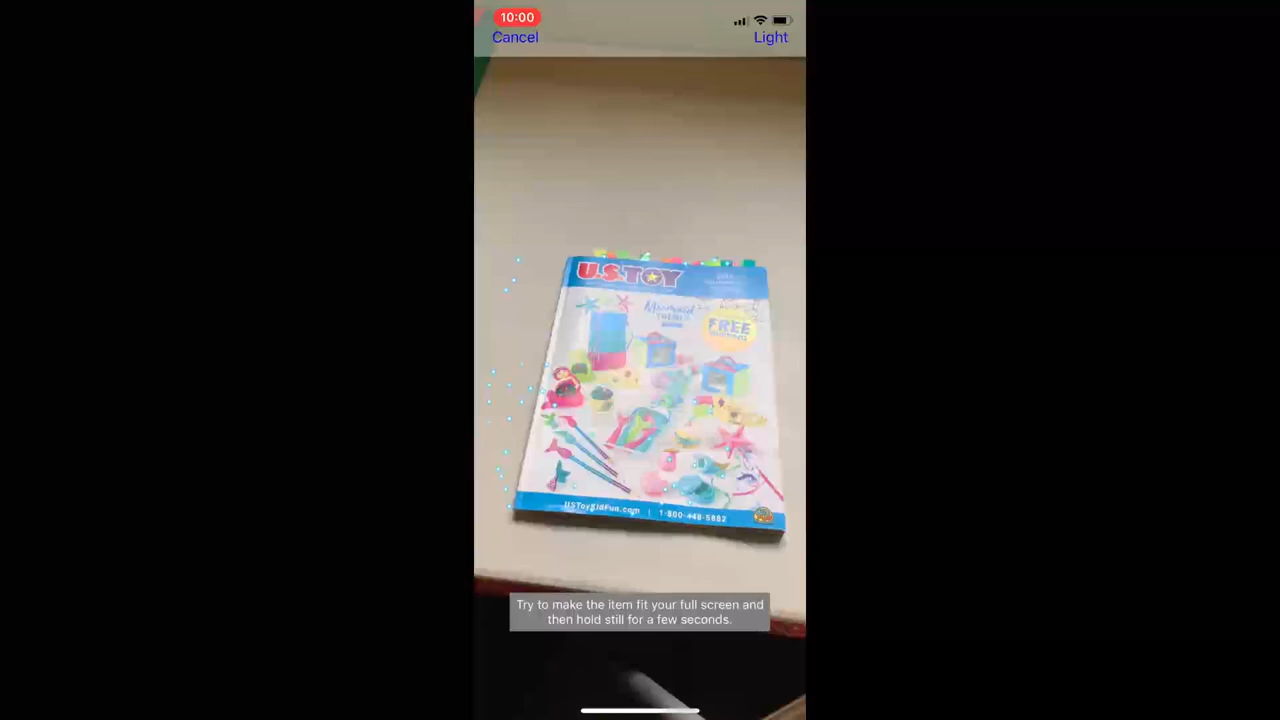 10:00
Cancel
Light
U.S.TOY
Mermaid
FREE
USToyKidFun.com | 1-800-448-5882
Try to make the item fit your full screen and
then hold still for a few seconds.